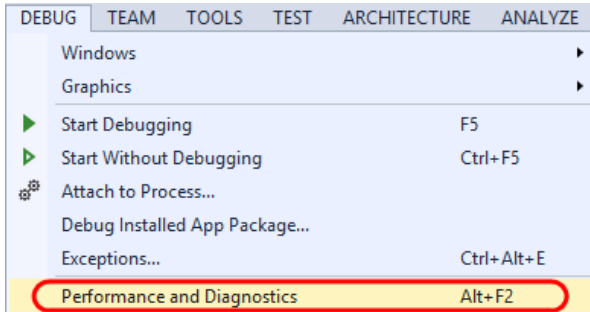 DEBUG TEAM TOOLS TEST ARCHITECTURE ANALYZE
Windows
Graphics
Start Debugging F5
Start Without Debugging Ctrl+F5
Attach to Process...
Debug Installed App Package...
Exceptions... Ctrl+Alt+E
Performance and Diagnostics Alt+F2